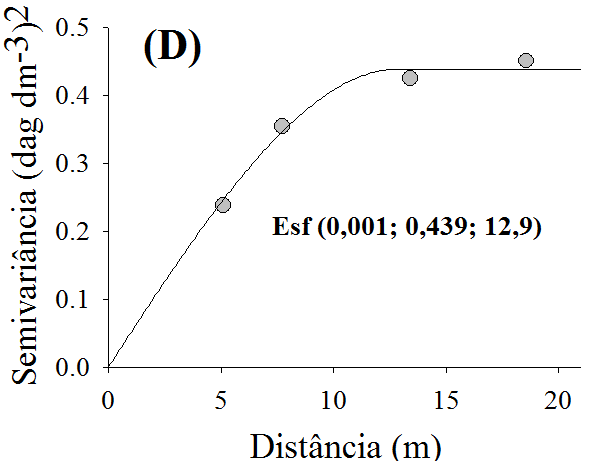 (D)
Semivariância (dag dm-3)2
0.5
0.4
0.3
0.2
0.1
0.0
Esf (0,001; 0,439; 12,9)
0 5 10 15 20
Distância (m)